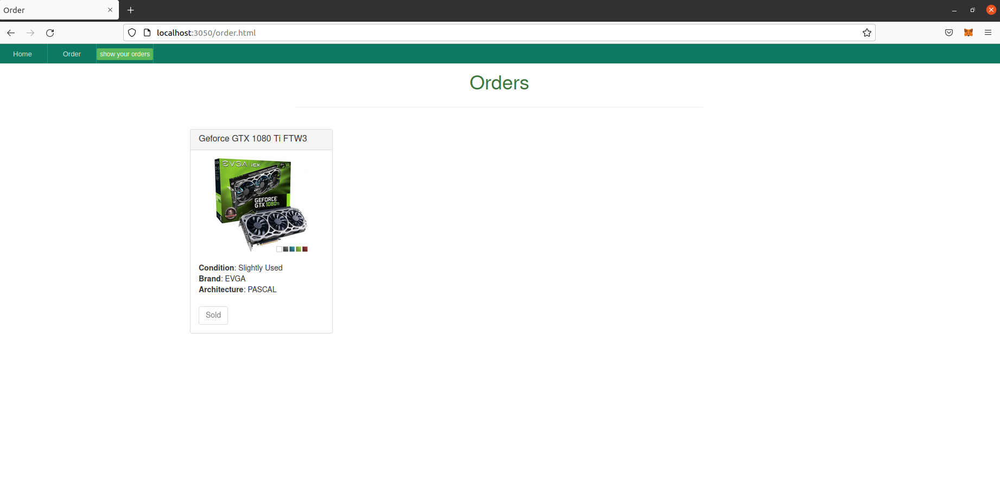 Order
localhost:3050/order.html
Home
Order
show your orders
Orders
Geforce GTX 1080 Ti FTW3
EVGA iCX
GEFORCE
GTX 1080 Ti
Condition: Slightly Used
Brand: EVGA
Architecture: PASCAL
Sold